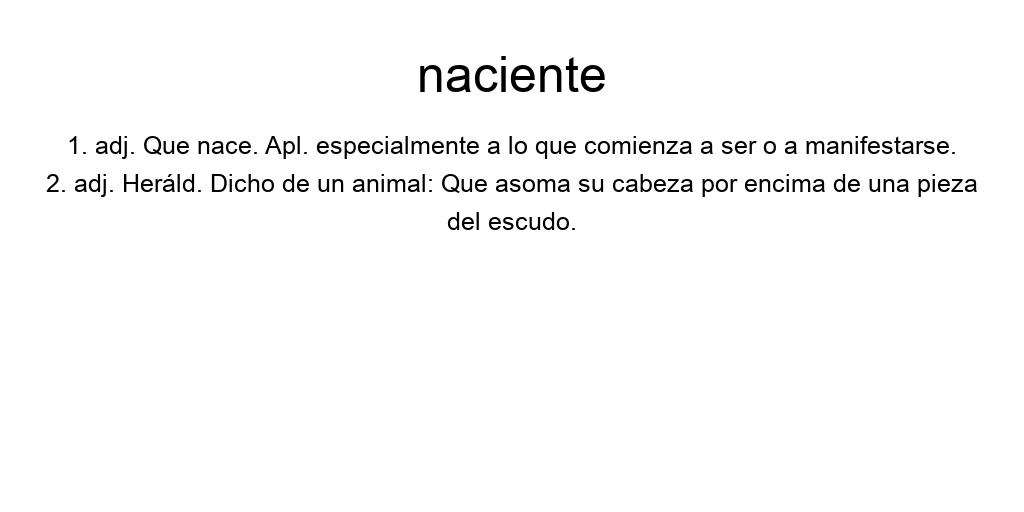 naciente
1. adj. Que nace. Apl. especialmente a lo que comienza a ser o a manifestarse.
2. adj. Heráld. Dicho de un animal: Que asoma su cabeza por encima de una pieza
del escudo.